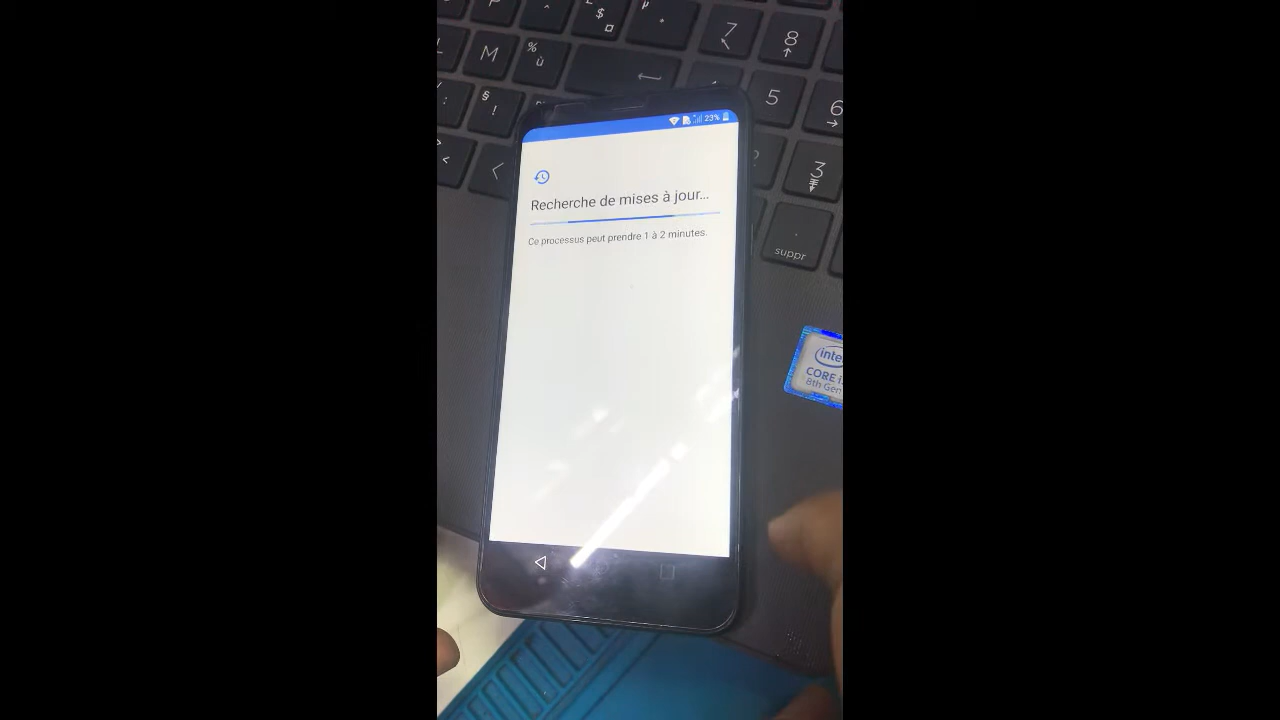 P
$
¤
μ
*
7
8
L
M
%
ù
:
§
!
5
6
<
3
suppr
23%
Recherche de mises à jour...
Ce processus peut prendre 1 à 2 minutes.
intel
CORE i
8th Gen